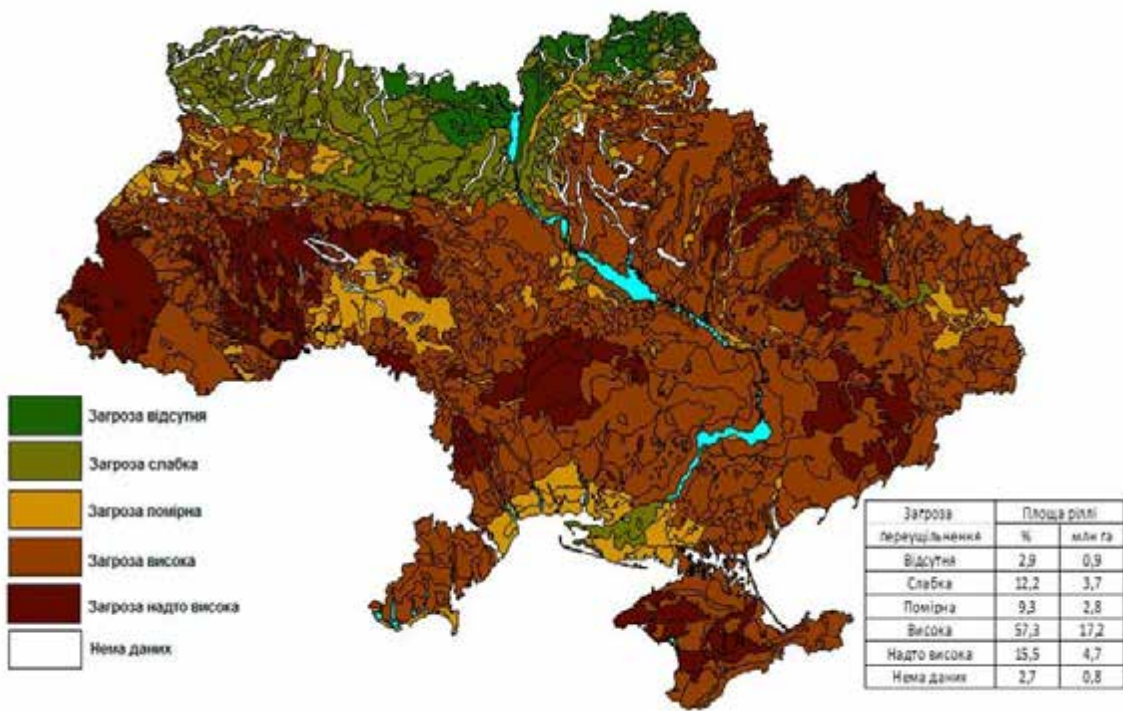 Загроза відсутня
Загроза слабка
Загроза помірна
Загроза висока
Загроза надто висока
Нема даних
Загроза переущільнення Площа ріллі
% млн га
Відсутня 2,9 0,9
Слабка 12,2 3,7
Помірна 9,3 2,8
Висока 57,3 17,2
Надто висока 15,5 4,7
Нема даних 2,7 0,8